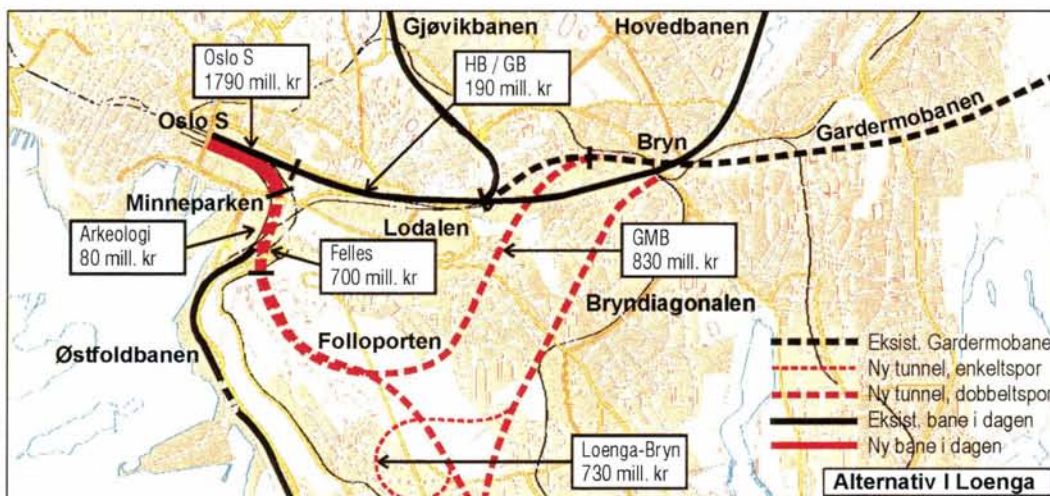 Gjøvikbanen
Hovedbanen
Oslo S
1790 mill. kr
HB / GB
190 mill. kr
Oslo S
Bryn
Gardermobanen
Minneparken
Lodalen
Arkeologi
80 mill. kr
Felles
700 mill. kr
GMB
830 mill. kr
Bryndiagonalen
Folloporten
Østfoldbanen
Loenga-Bryn
730 mill. kr
Eksist. Gardermobane
Ny tunnel, enkeltspor
Ny tunnel, dobbeltspor
Eksist. bane i dagen
Ny bane i dagen
Alternativ I Loenga